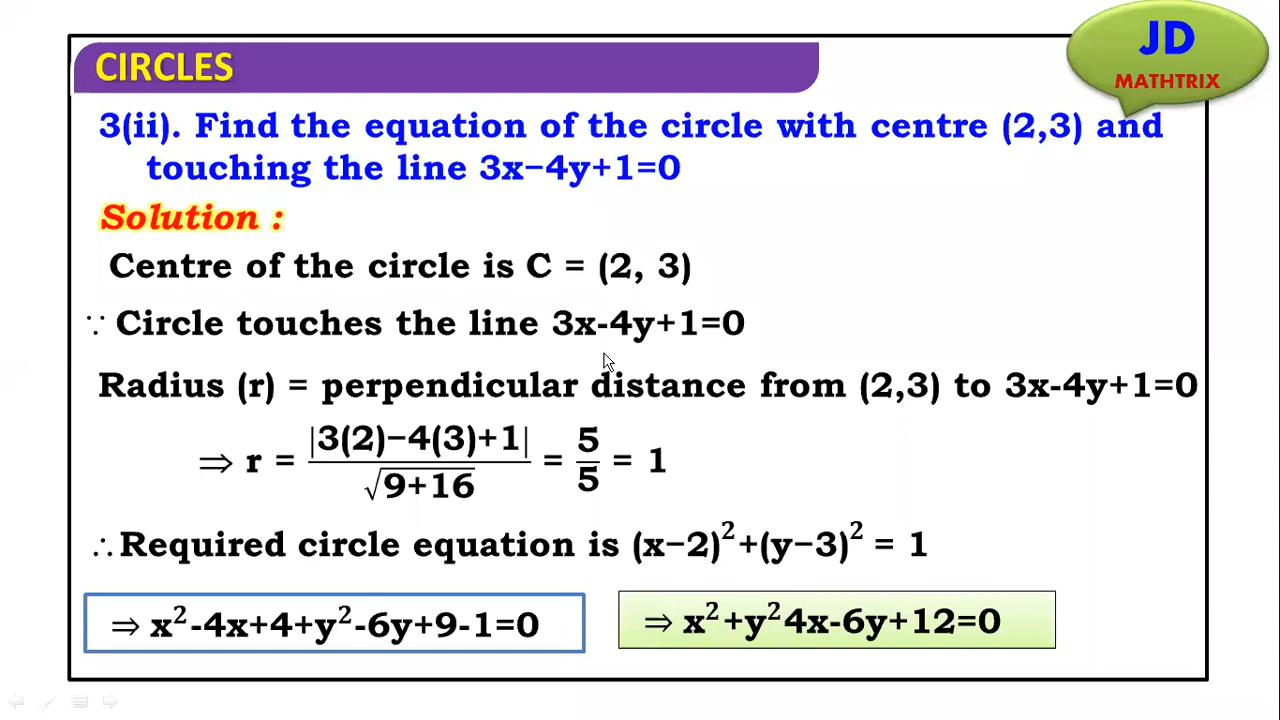 CIRCLES
JD
MATHTRIX
3(ii). Find the equation of the circle with centre (2,3) and
touching the line 3x−4y+1=0
Solution :
Centre of the circle is C = (2, 3)
∵ Circle touches the line 3x-4y+1=0
Radius (r) = perpendicular distance from (2,3) to 3x-4y+1=0
⇒ r = |3(2)−4(3)+1| / √9+16 = 5/5 = 1
∴ Required circle equation is (x−2)²+(y−3)² = 1
⇒ x²-4x+4+y²-6y+9-1=0
⇒ x²+y²4x-6y+12=0